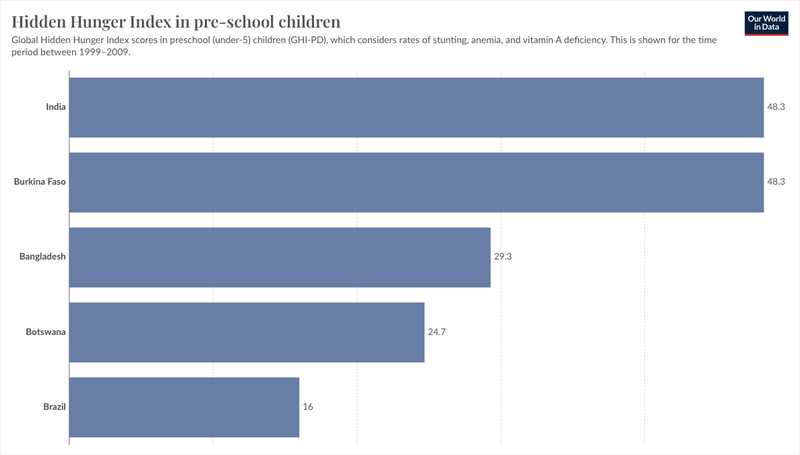 Hidden Hunger Index in pre-school children
Our World
in Data
Global Hidden Hunger Index scores in preschool (under-5) children (GHI-PD), which considers rates of stunting, anemia, and vitamin A deficiency. This is shown for the time
period between 1999–2009.
India
48.3
Burkina Faso
48.3
Bangladesh
29.3
Botswana
24.7
Brazil
16